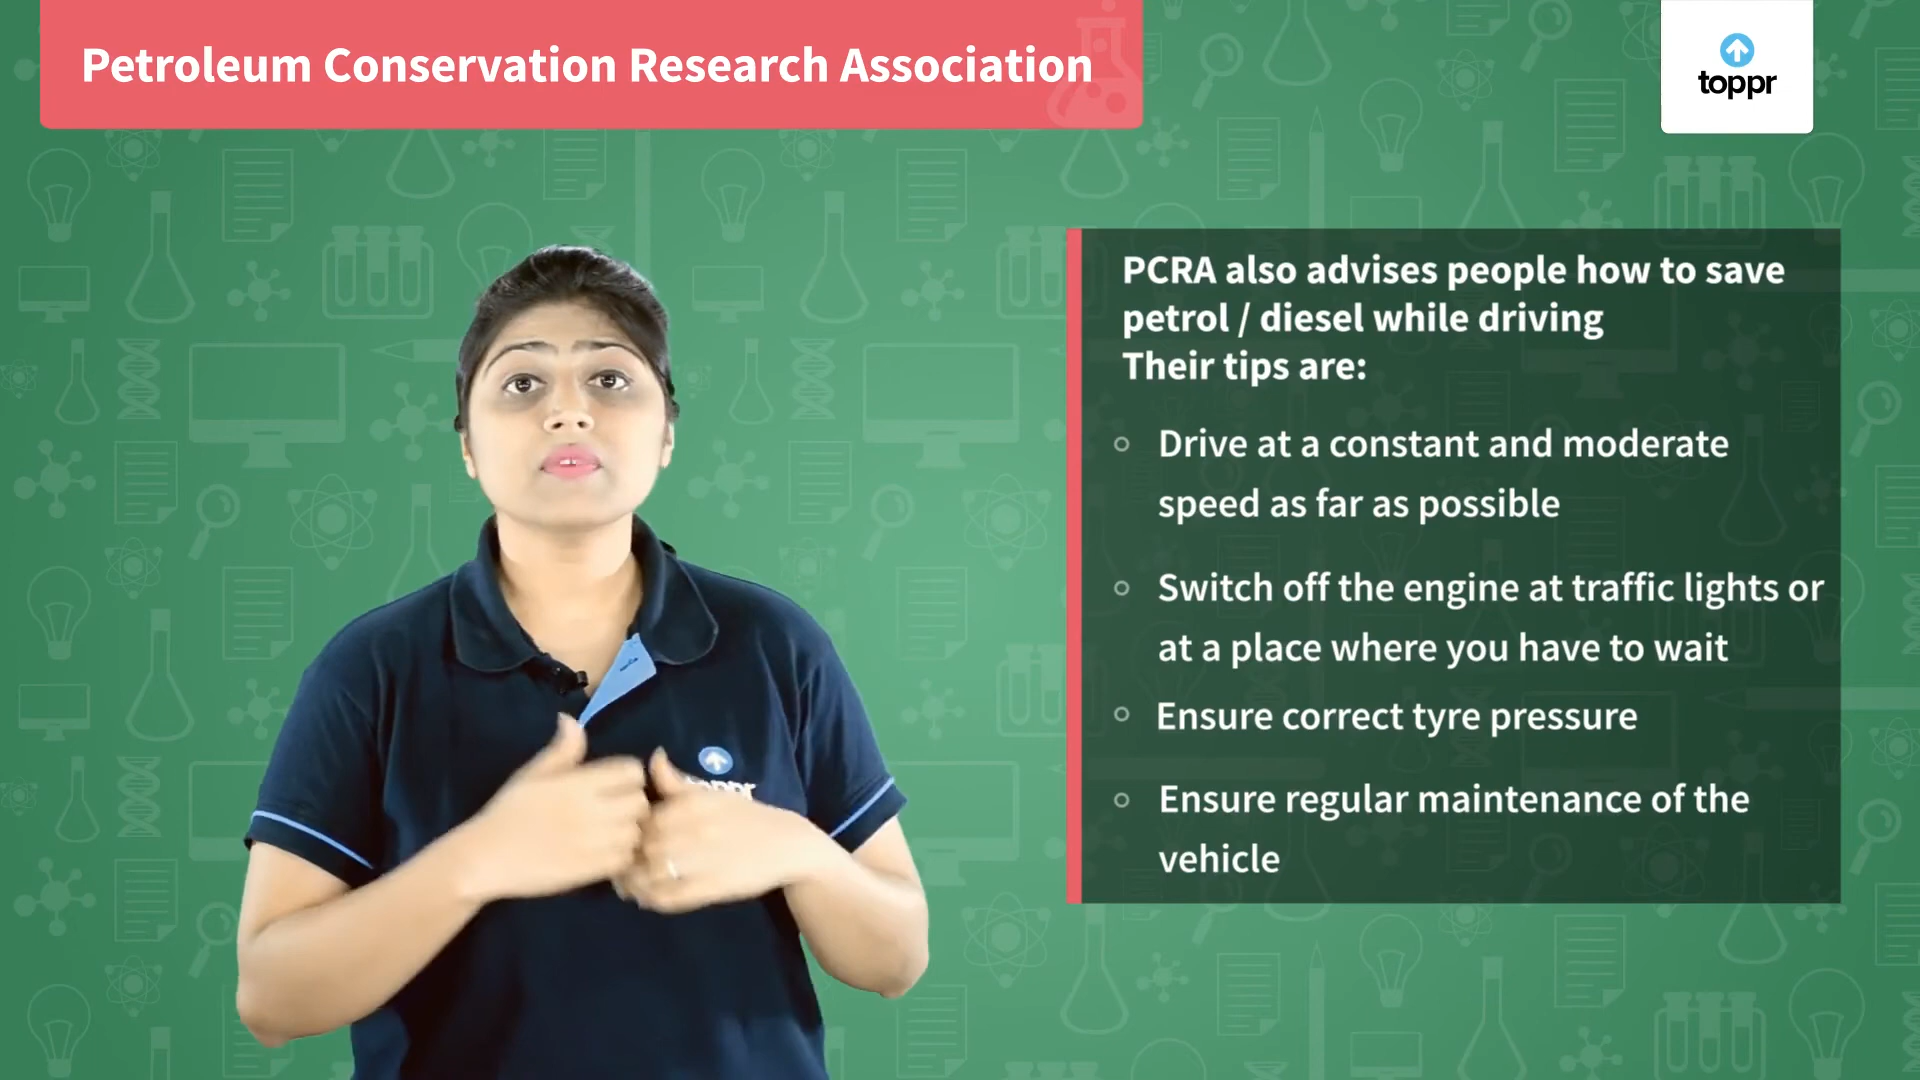 Petroleum Conservation Research Association
toppr
PCRA also advises people how to save
petrol / diesel while driving
Their tips are:
Drive at a constant and moderate
speed as far as possible
Switch off the engine at traffic lights or
at a place where you have to wait
Ensure correct tyre pressure
Ensure regular maintenance of the
vehicle
toppr